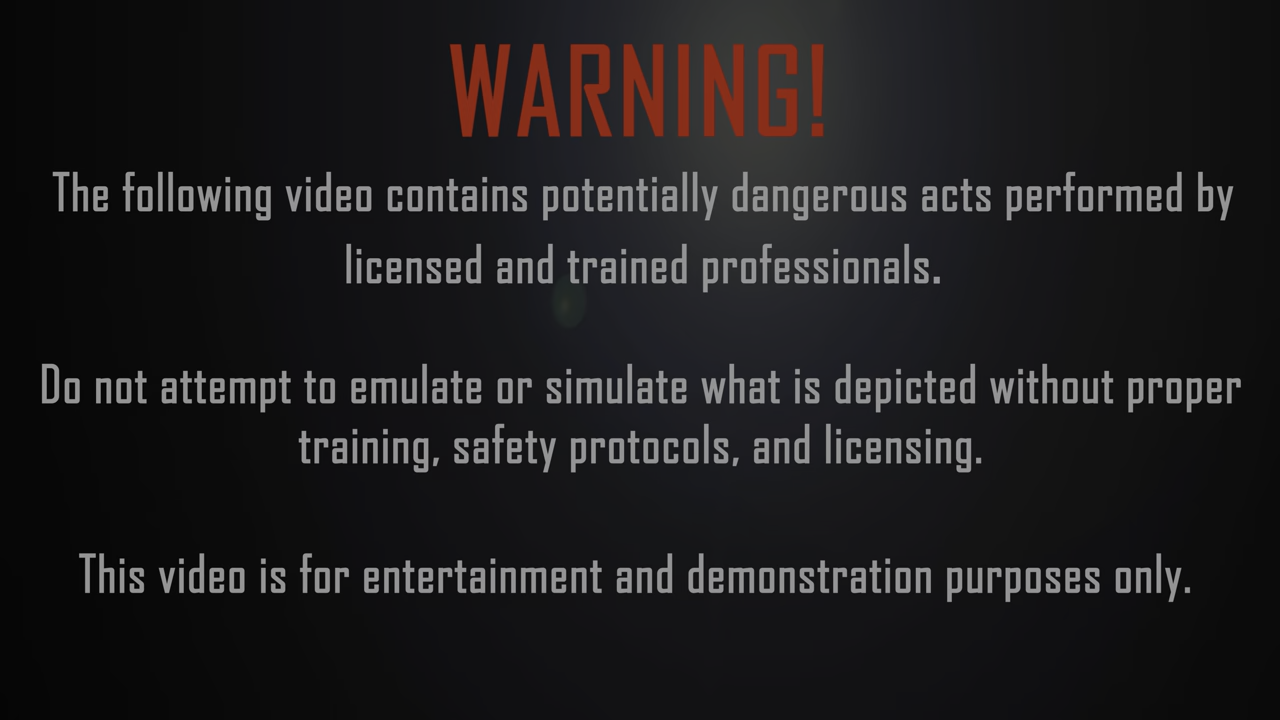 WARNING!
The following video contains potentially dangerous acts performed by
licensed and trained professionals.
Do not attempt to emulate or simulate what is depicted without proper
training, safety protocols, and licensing.
This video is for entertainment and demonstration purposes only.